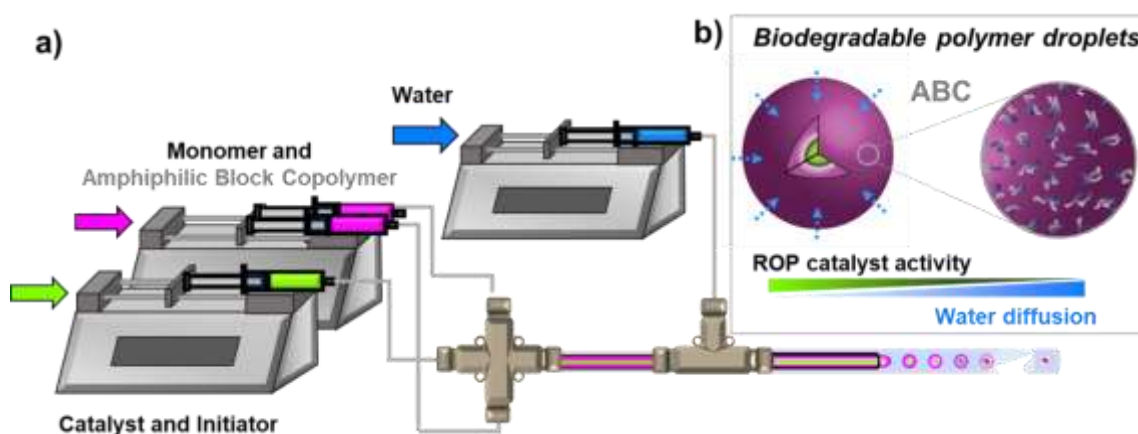 a)
Water
Monomer and
Amphiphilic Block Copolymer
Catalyst and Initiator
b)
Biodegradable polymer droplets
ABC
ROP catalyst activity
Water diffusion